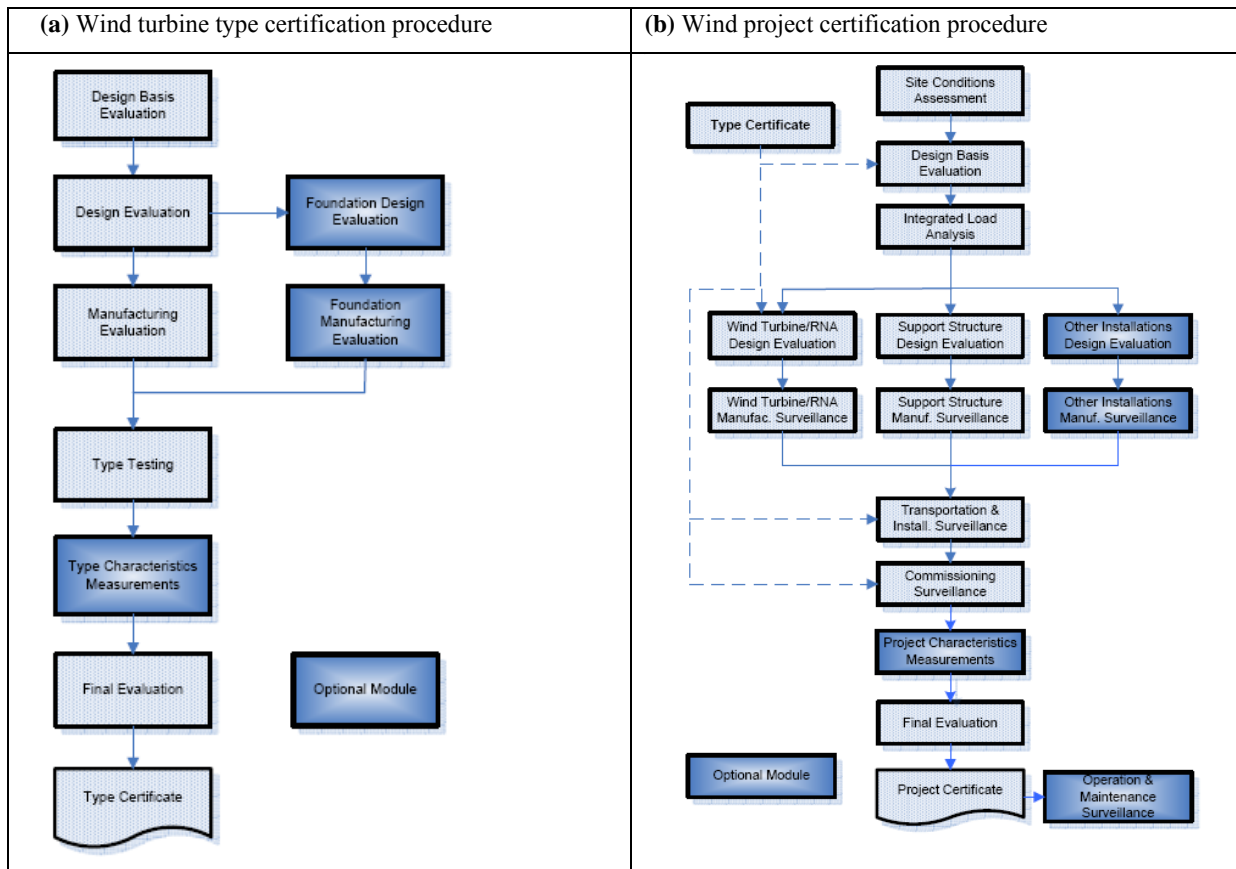 (a) Wind turbine type certification procedure
Design Basis
Evaluation
Design Evaluation
Foundation Design
Evaluation
Manufacturing
Evaluation
Foundation
Manufacturing
Evaluation
Type Testing
Type Characteristics
Measurements
Final Evaluation
Optional Module
Type Certificate
(b) Wind project certification procedure
Site Conditions
Assessment
Type Certificate
Design Basis
Evaluation
Integrated Load
Analysis
Wind Turbine/RNA
Design Evaluation
Support Structure
Design Evaluation
Other Installations
Design Evaluation
Wind Turbine/RNA
Manufac. Surveillance
Support Structure
Manuf. Surveillance
Other Installations
Manuf. Surveillance
Transportation &
Install. Surveillance
Commissioning
Surveillance
Project Characteristics
Measurements
Final Evaluation
Optional Module
Project Certificate
Operation &
Maintenance
Surveillance